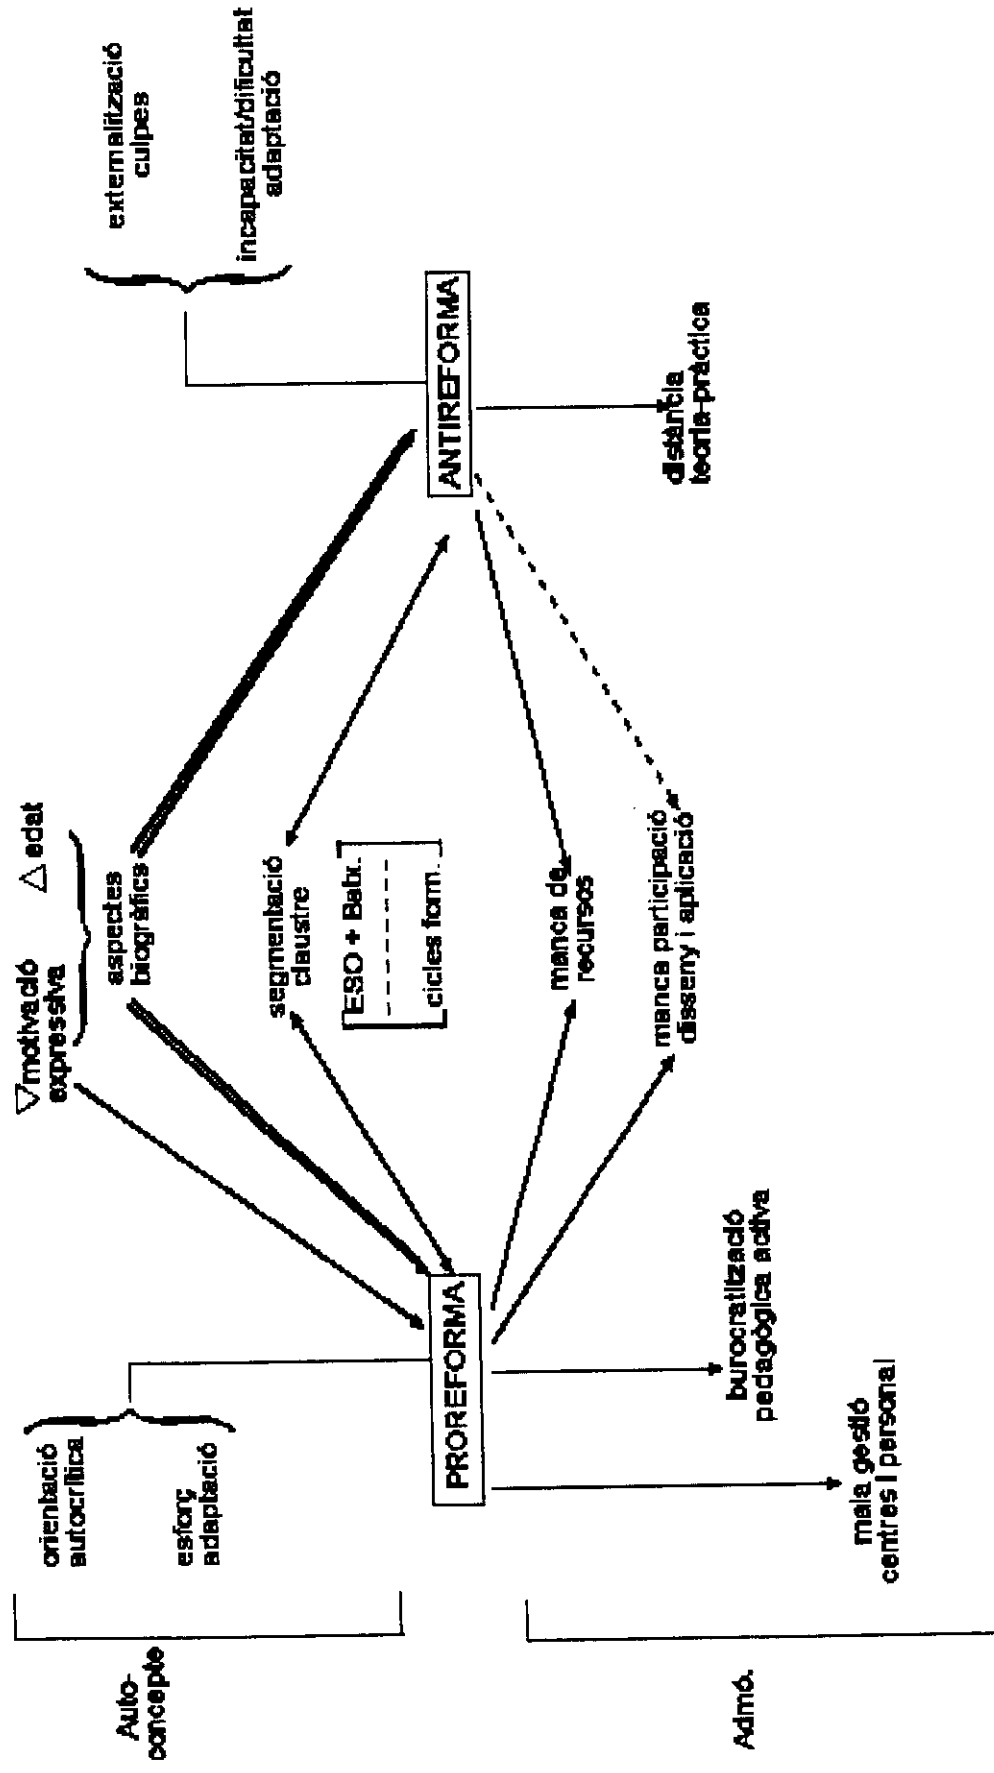 Auto-
concepte
orientació
autocrítica
esforç
adaptació
▽motivació
expressiva
△ edat
aspectes
biogràfics
externalització
culpes
incapacitat/dificultat
adaptació
segmentació
claustre
ESO + Batx.
cicles form.
PROREFORMA
ANTIREFORMA
Admó.
manca de
recursos
manca participació
disseny i aplicació
distància
teoria-pràctica
burocratització
pedagògica activa
mala gestió
centres i personal